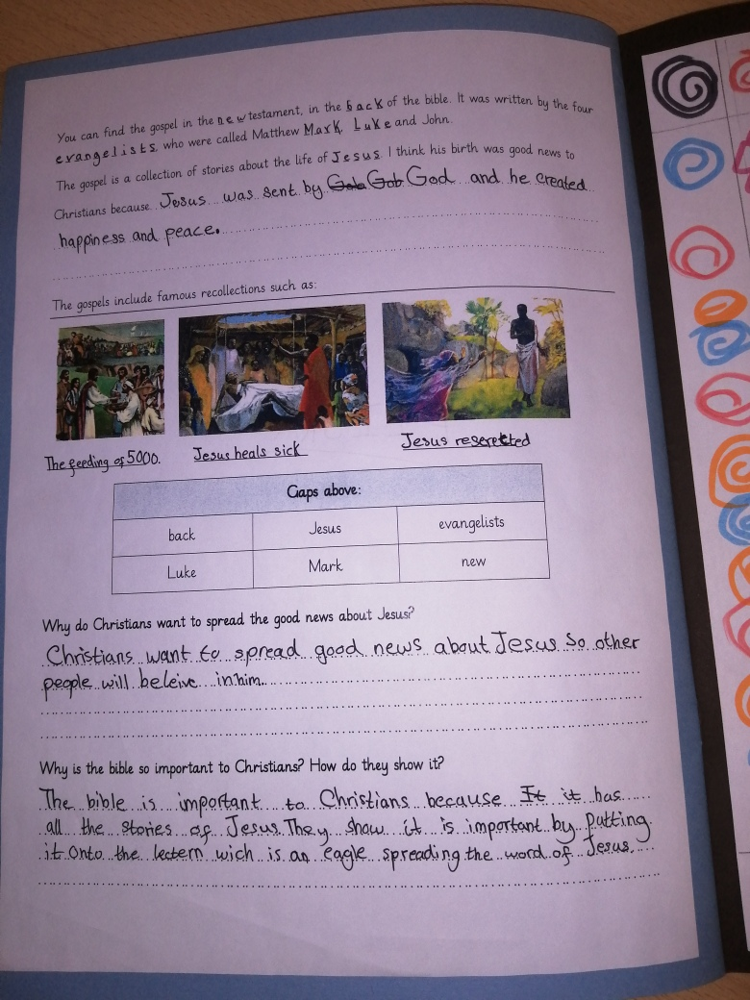 You can find the gospel in the new testament, in the back of the bible. It was written by the four
evangelists, who were called Matthew Mark, Luke and John.
The gospel is a collection of stories about the life of Jesus. I think his birth was good news to
Christians because Jesus was sent by Gob Gob God and he created
happiness and peace.
The gospels include famous recollections such as:
The feeding of 5000. Jesus heals sick Jesus reserected
Gaps above:
back Jesus evangelists
Luke Mark new
Why do Christians want to spread the good news about Jesus?
Christians want to spread good news about Jesus so other
people will beleive in him.
Why is the bible so important to Christians? How do they show it?
The bible is important to Christians because It it has
all the stories of Jesus. They show it is important by putting
it onto the lectern wich is an eagle spreading the word of Jesus.